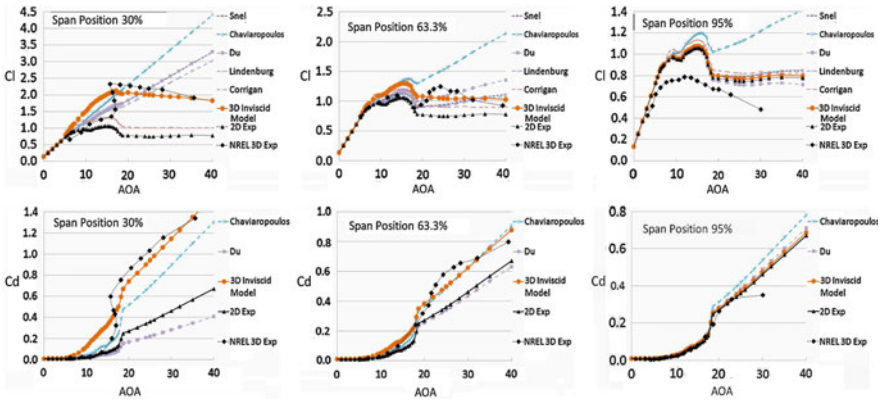 Span Position 30%
Cl
5.0
4.5
4.0
3.5
3.0
2.5
2.0
1.5
1.0
0.5
0.0
0 10 20 30 40
AOA
Snel
Chaviaropoulos
Du
Lindenburg
Corrigan
3D Inviscid
Model
2D Exp
NREL 3D Exp
Span Position 63.3%
Cl
3.0
2.5
2.0
1.5
1.0
0.5
0.0
0 10 20 30 40
AOA
Snel
Chaviaropoulos
Du
Lindenburg
Corrigan
3D Inviscid
Model
2D Exp
NREL 3D Exp
Span Position 95%
Cl
1.4
1.2
1.0
0.8
0.6
0.4
0.2
0.0
0 10 20 30 40
AOA
Snel
Chaviaropoulos
Du
Lindenburg
Corrigan
3D Inviscid
Model
2D Exp
NREL 3D Exp
Span Position 30%
Cd
1.4
1.2
1.0
0.8
0.6
0.4
0.2
0.0
0 10 20 30 40
AOA
Chaviaropoulos
Du
3D Inviscid
Model
2D Exp
NREL 3D Exp
Span Position 63.3%
Cd
1.0
0.8
0.6
0.4
0.2
0.0
0 10 20 30 40
AOA
Chaviaropoulos
Du
3D Inviscid
Model
2D Exp
NREL 3D Exp
Span Position 95%
Cd
0.8
0.6
0.4
0.2
0.0
0 10 20 30 40
AOA
Chaviaropoulos
Du
3D Inviscid
Model
2D Exp
NREL 3D Exp